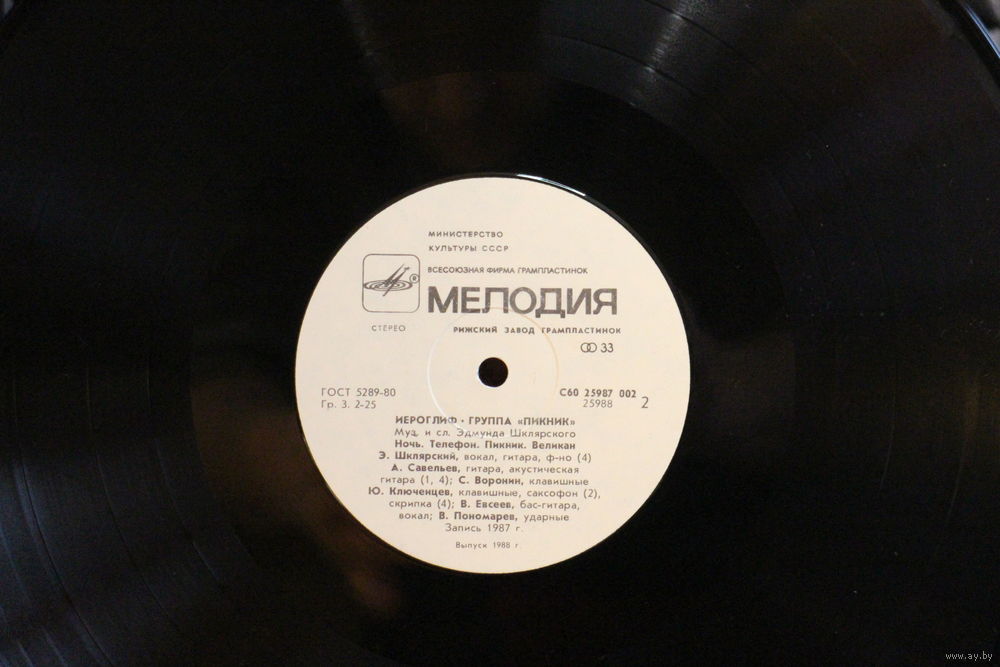 МИНИСТЕРСТВО
КУЛЬТУРЫ СССР
ВСЕСОЮЗНАЯ ФИРМА ГРАМПЛАСТИНОК
®
МЕЛОДИЯ
СТЕРЕО
РИЖСКИЙ ЗАВОД ГРАМПЛАСТИНОК
33
ГОСТ 5289-80
Гр. 3. 2-25
С60 25987 002
25988
2
ИЕРОГЛИФ · ГРУППА «ПИКНИК»
Муз. и сл. Эдмунда Шклярского
Ночь. Телефон. Пикник. Великан
Э. Шклярский, вокал, гитара, ф-но (4)
А. Савельев, гитара, акустическая
гитара (1, 4); С. Воронин, клавишные
Ю. Ключенцев, клавишные, саксофон (2),
скрипка (4); В. Евсеев, бас-гитара,
вокал; В. Пономарев, ударные
Запись 1987 г.
Выпуск 1988 г.
www.ay.by